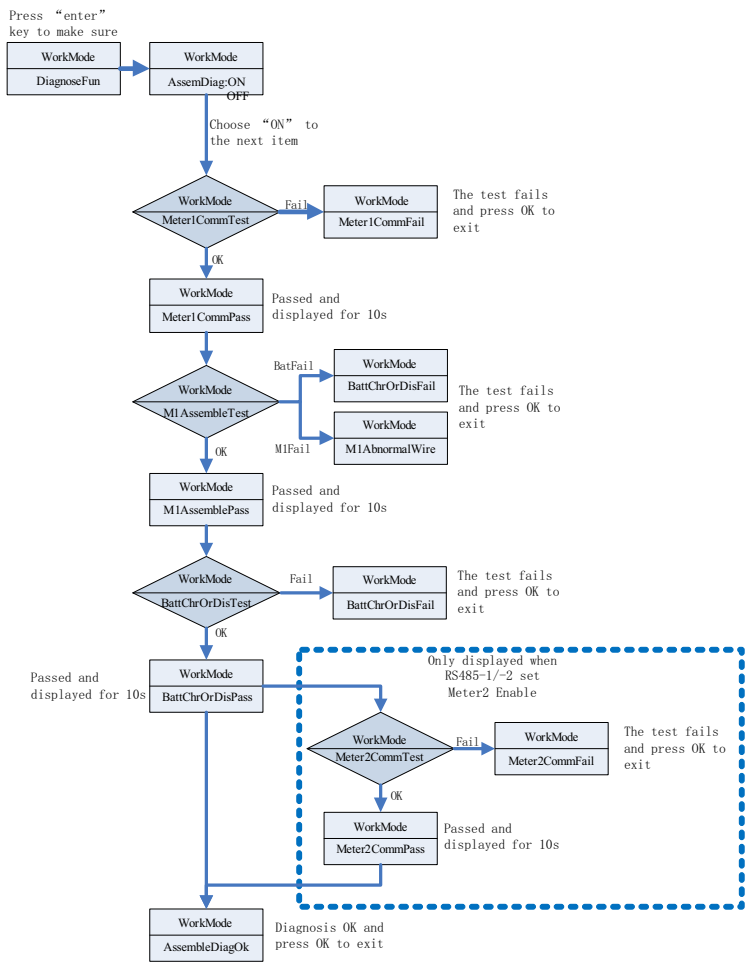 Press “enter”
key to make sure
WorkMode
DiagnoseFun
WorkMode
AssemDiag:ON
OFF
Choose “ON” to
the next item
WorkMode
Meter1CommTest
Fail
WorkMode
Meter1CommFail
The test fails
and press OK to
exit
OK
WorkMode
Meter1CommPass
Passed and
displayed for 10s
WorkMode
M1AssembleTest
BatFail
WorkMode
BattChrOrDisFail
M1Fail
WorkMode
M1AbnormalWire
The test fails
and press OK to
exit
OK
WorkMode
M1AssemblePass
Passed and
displayed for 10s
WorkMode
BattChrOrDisTest
Fail
WorkMode
BattChrOrDisFail
The test fails
and press OK to
exit
OK
Passed and
displayed for 10s
WorkMode
BattChrOrDisPass
Only displayed when
RS485-1/-2 set
Meter2 Enable
WorkMode
Meter2CommTest
Fail
WorkMode
Meter2CommFail
The test fails
and press OK to
exit
OK
WorkMode
Meter2CommPass
Passed and
displayed for 10s
WorkMode
AssembleDiagOk
Diagnosis OK and
press OK to exit